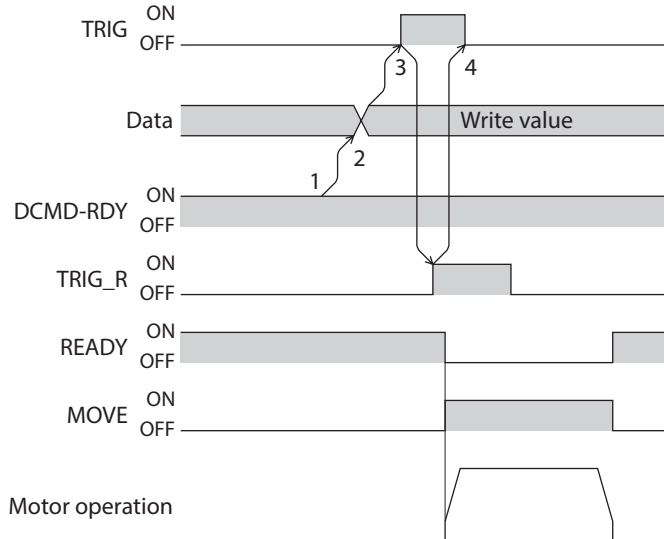 TRIG ON
OFF
3 4
Data Write value
2
1
DCMD-RDY ON
OFF
TRIG_R ON
OFF
READY ON
OFF
MOVE ON
OFF
Motor operation